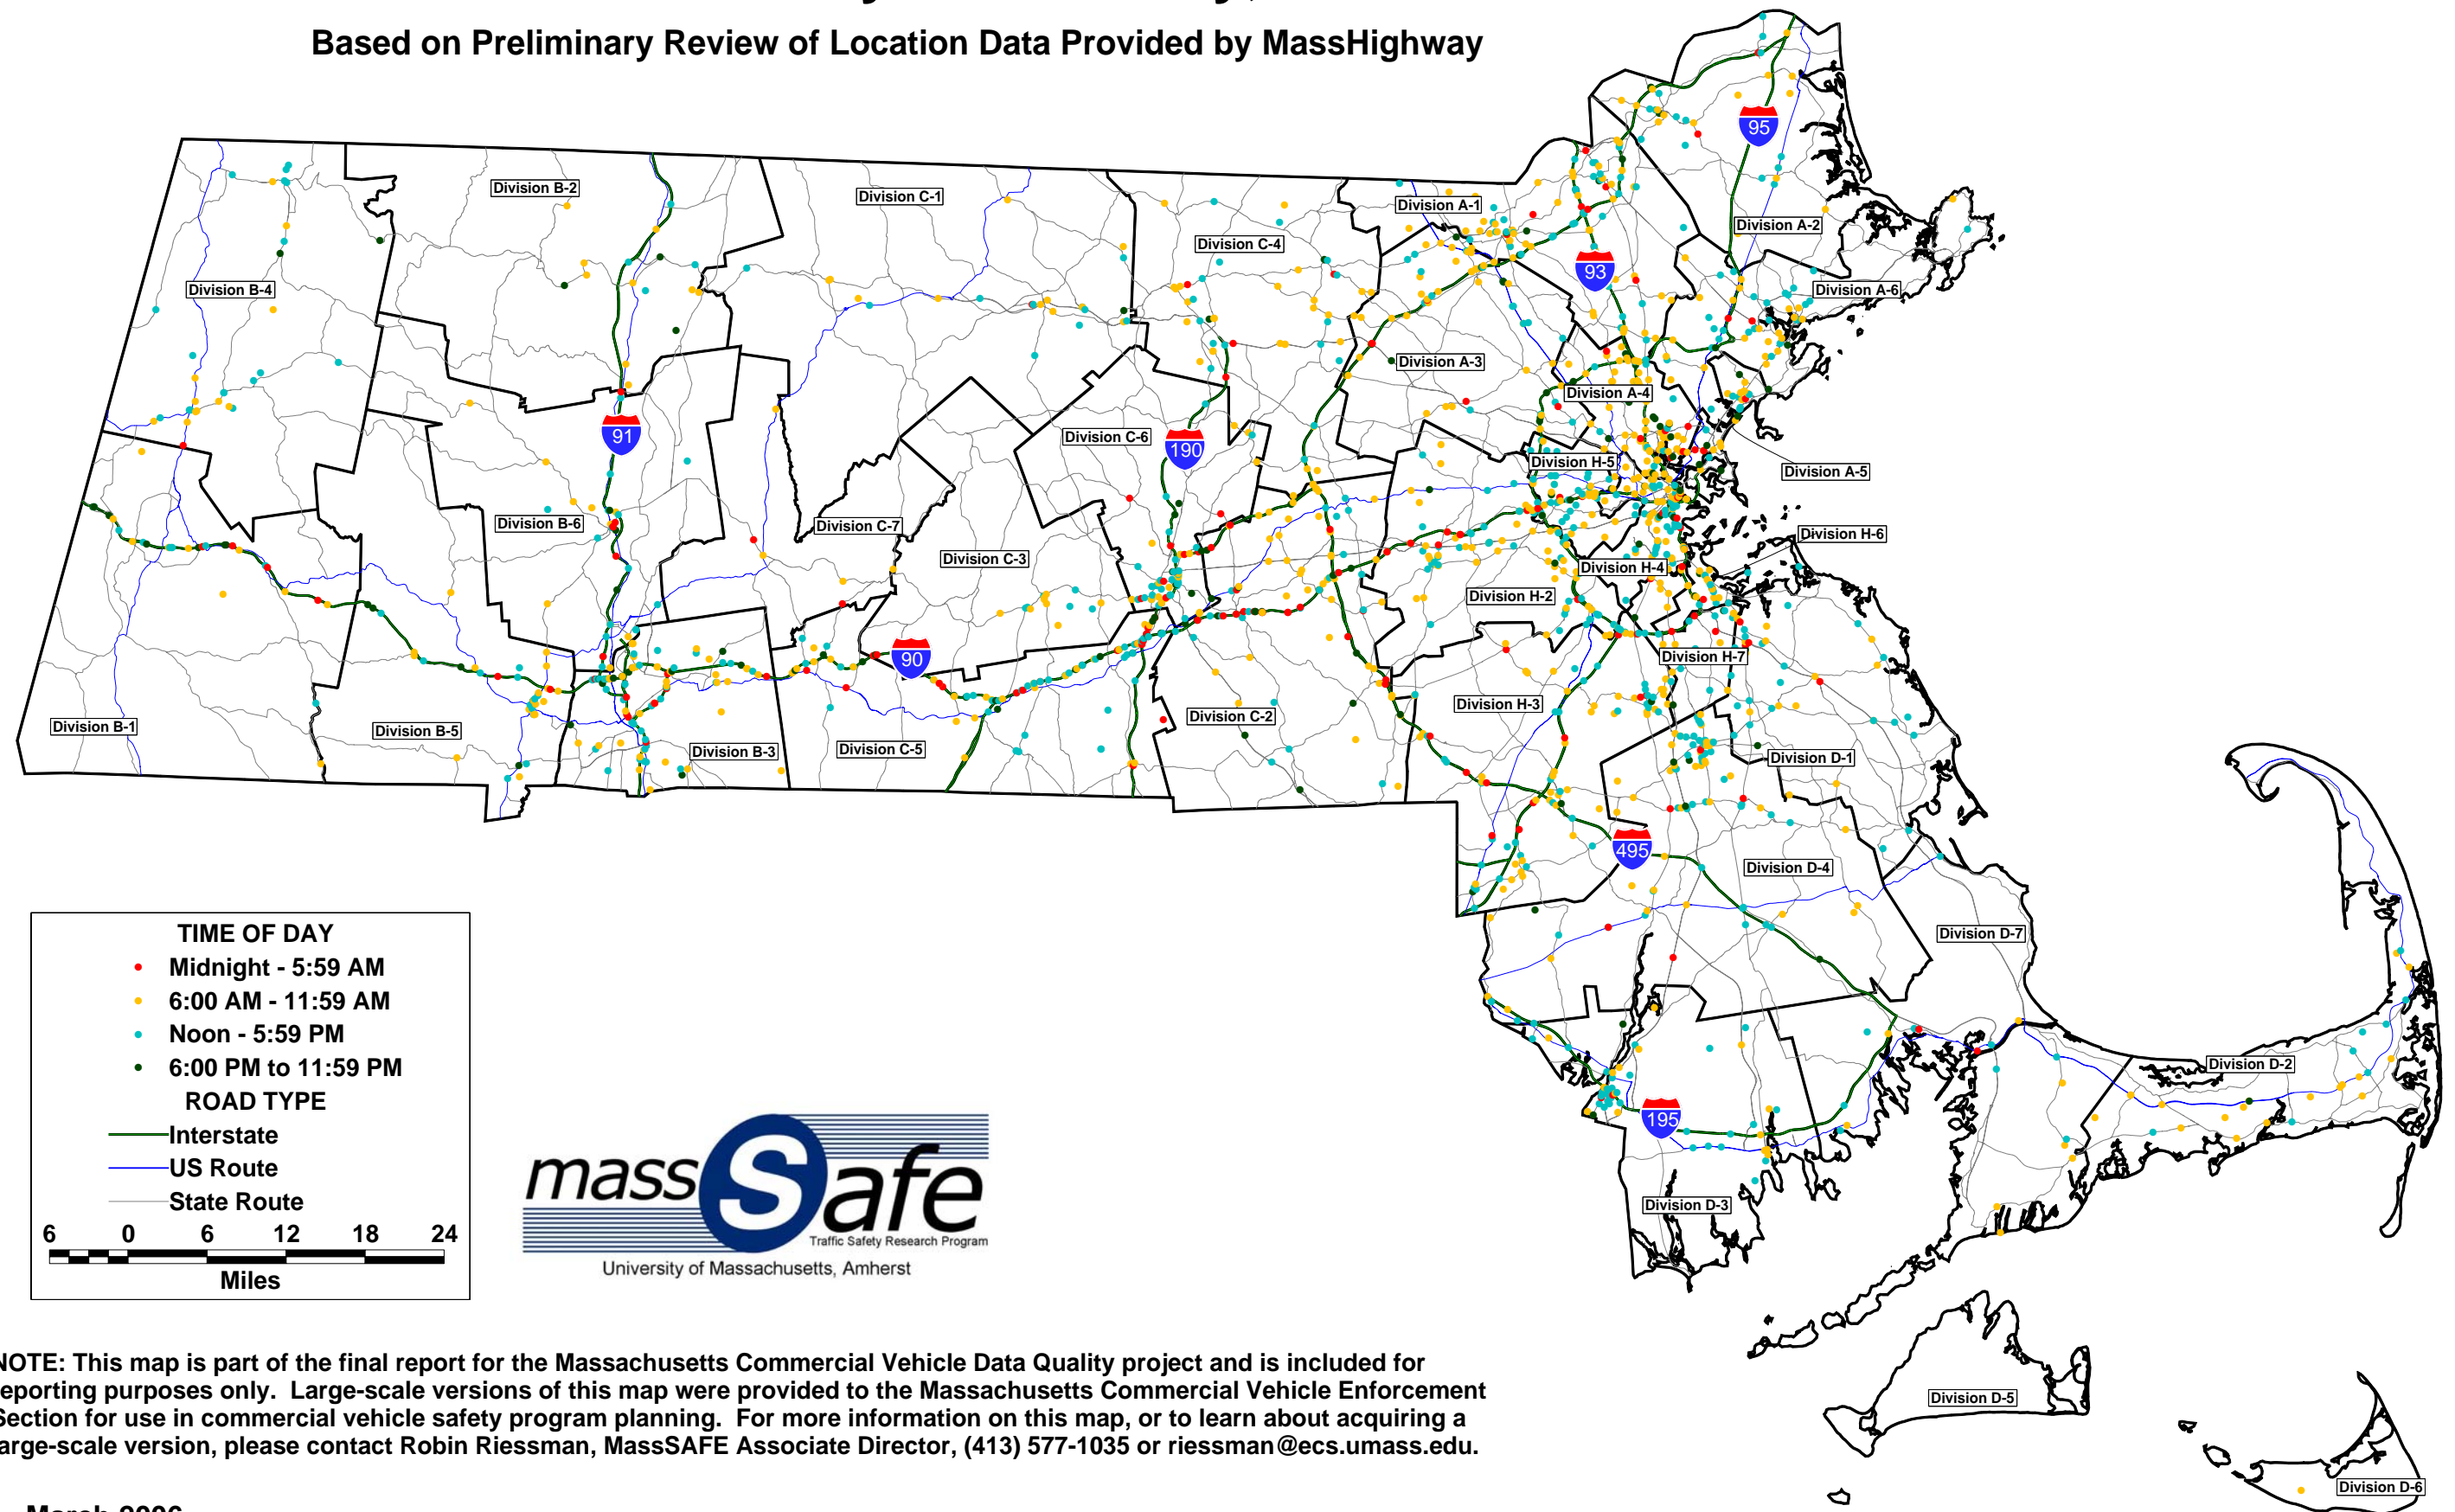 Based on Preliminary Review of Location Data Provided by MassHighway
95
Division B-2
Division C-1
Division A-1
Division A-2
Division C-4
93
Division B-4
Division A-6
Division A-3
Division A-4
91
Division C-6
190
Division H-5
Division A-5
Division B-6
Division C-7
Division H-6
Division C-3
Division H-4
Division H-2
90
Division H-7
Division H-3
Division B-1
Division B-5
Division C-2
Division B-3
Division C-5
Division D-1
495
Division D-4
Division D-7
Division D-2
195
Division D-3
Division D-5
Division D-6
TIME OF DAY
Midnight - 5:59 AM
6:00 AM - 11:59 AM
Noon - 5:59 PM
6:00 PM to 11:59 PM
ROAD TYPE
Interstate
US Route
State Route
6 0 6 12 18 24
Miles
massSafe
Traffic Safety Research Program
University of Massachusetts, Amherst
NOTE: This map is part of the final report for the Massachusetts Commercial Vehicle Data Quality project and is included for
eporting purposes only. Large-scale versions of this map were provided to the Massachusetts Commercial Vehicle Enforcement
Section for use in commercial vehicle safety program planning. For more information on this map, or to learn about acquiring a
arge-scale version, please contact Robin Riessman, MassSAFE Associate Director, (413) 577-1035 or riessman@ecs.umass.edu.
March 2006